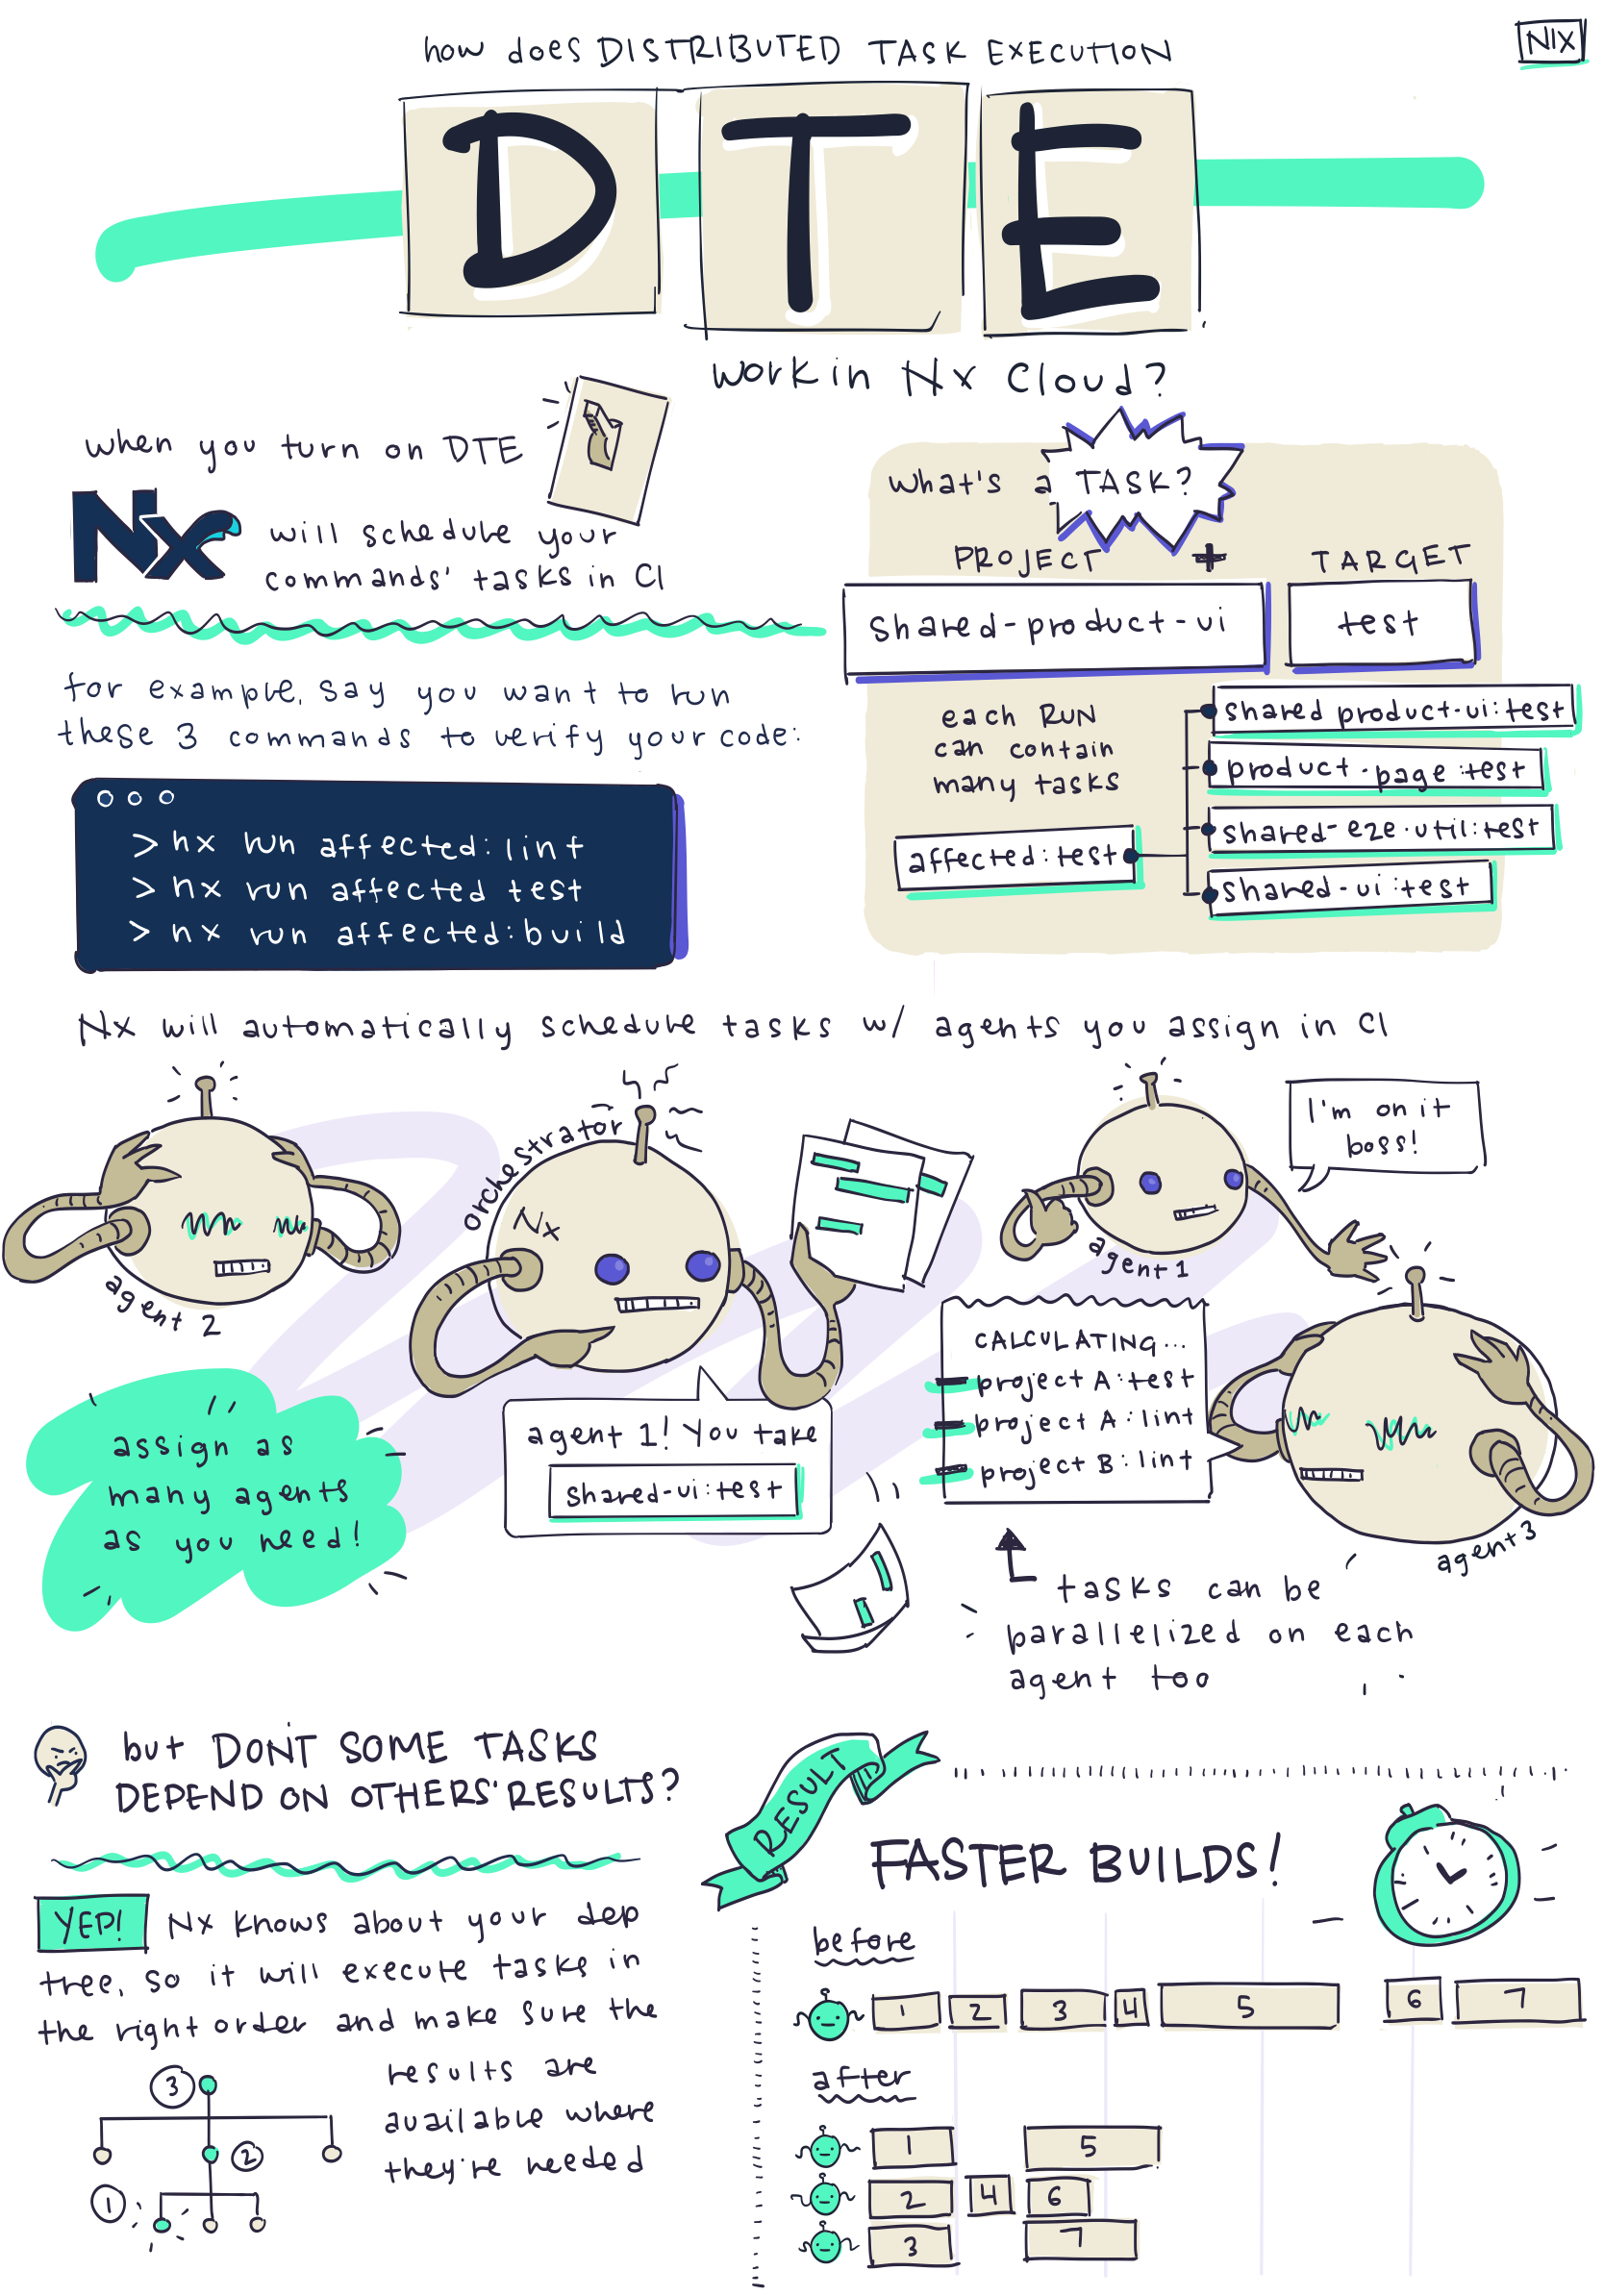 how does DISTRIBUTED TASK EXECUTION
NIX
DTE
work in Nx Cloud?
when you turn on DTE
Nx will schedule your
commands' tasks in CI
for example, say you want to run
these 3 commands to verify your code:
> nx run affected:lint
> nx run affected test
> nx run affected:build
what's a TASK?
PROJECT + TARGET
shared-product-ui test
each RUN
can contain
many tasks
affected:test
shared product-ui:test
product-page:test
shared-e2e-util:test
shared-ui:test
Nx will automatically schedule tasks w/ agents you assign in CI
agent 2
orchestrator
Nx
agent 1! You take
shared-ui:test
agent 1
I'm on it
boss!
CALCULATING...
project A:test
project A:lint
project B:lint
agent 3
assign as
many agents
as you need!
tasks can be
parallelized on each
agent too
but DON'T SOME TASKS
DEPEND ON OTHERS' RESULTS?
YEP! Nx knows about your dep
tree, so it will execute tasks in
the right order and make sure the
results are
available where
they're needed
3
2
1
RESULT
FASTER BUILDS!
before
1 2 3 4 5 6 7
after
1 5
2 4 6
3 7